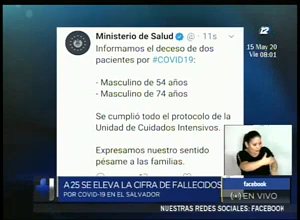 Ministerio de Salud @ · 11s
Informamos el deceso de dos
pacientes por #COVID19:
- Masculino de 54 años
- Masculino de 74 años
Se cumplió todo el protocolo de la
Unidad de Cuidados Intensivos.
Expresamos nuestro sentido
pésame a las familias.
12
15 May 20
Vie 08:01
A 25 SE ELEVA LA CIFRA DE FALLECIDOS
POR COVID-19 EN EL SALVADOR
facebook
EN VIVO
NUESTRAS REDES SOCIALES: FACEBOOK